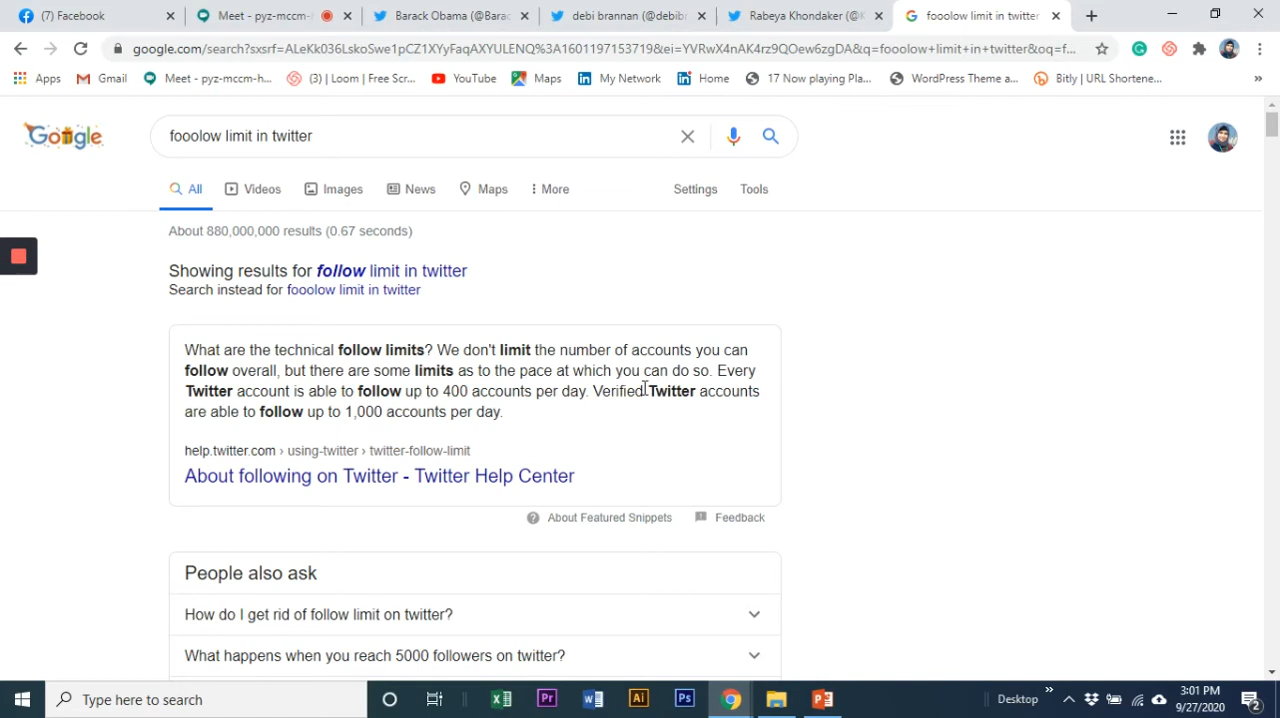 (7) Facebook
Meet - pyz-mccm-
Barack Obama (@Barac
debi brannan (@debib
Rabeya Khondaker (@K
fooolow limit in twitter
google.com/search?sxsrf=ALeKk036LskoSwe1pCZ1XYyFaqAXYULENQ%3A1601197153719&ei=YVRwX4nAK4rz9QOew6zgDA&q=fooolow+limit+in+twitter&oq=f...
Apps
Gmail
Meet - pyz-mccm-h...
(3) | Loom | Free Scr...
YouTube
Maps
My Network
Home
17 Now playing Pla...
WordPress Theme a...
Bitly | URL Shortene...
»
Google
fooolow limit in twitter
All
Videos
Images
News
Maps
More
Settings
Tools
About 880,000,000 results (0.67 seconds)
Showing results for follow limit in twitter
Search instead for fooolow limit in twitter
What are the technical follow limits? We don't limit the number of accounts you can
follow overall, but there are some limits as to the pace at which you can do so. Every
Twitter account is able to follow up to 400 accounts per day. Verified Twitter accounts
are able to follow up to 1,000 accounts per day.
help.twitter.com › using-twitter › twitter-follow-limit
About following on Twitter - Twitter Help Center
About Featured Snippets
Feedback
People also ask
How do I get rid of follow limit on twitter?
What happens when you reach 5000 followers on twitter?
Type here to search
Pr
Ai
Ps
Desktop
»
3:01 PM
9/27/2020
2